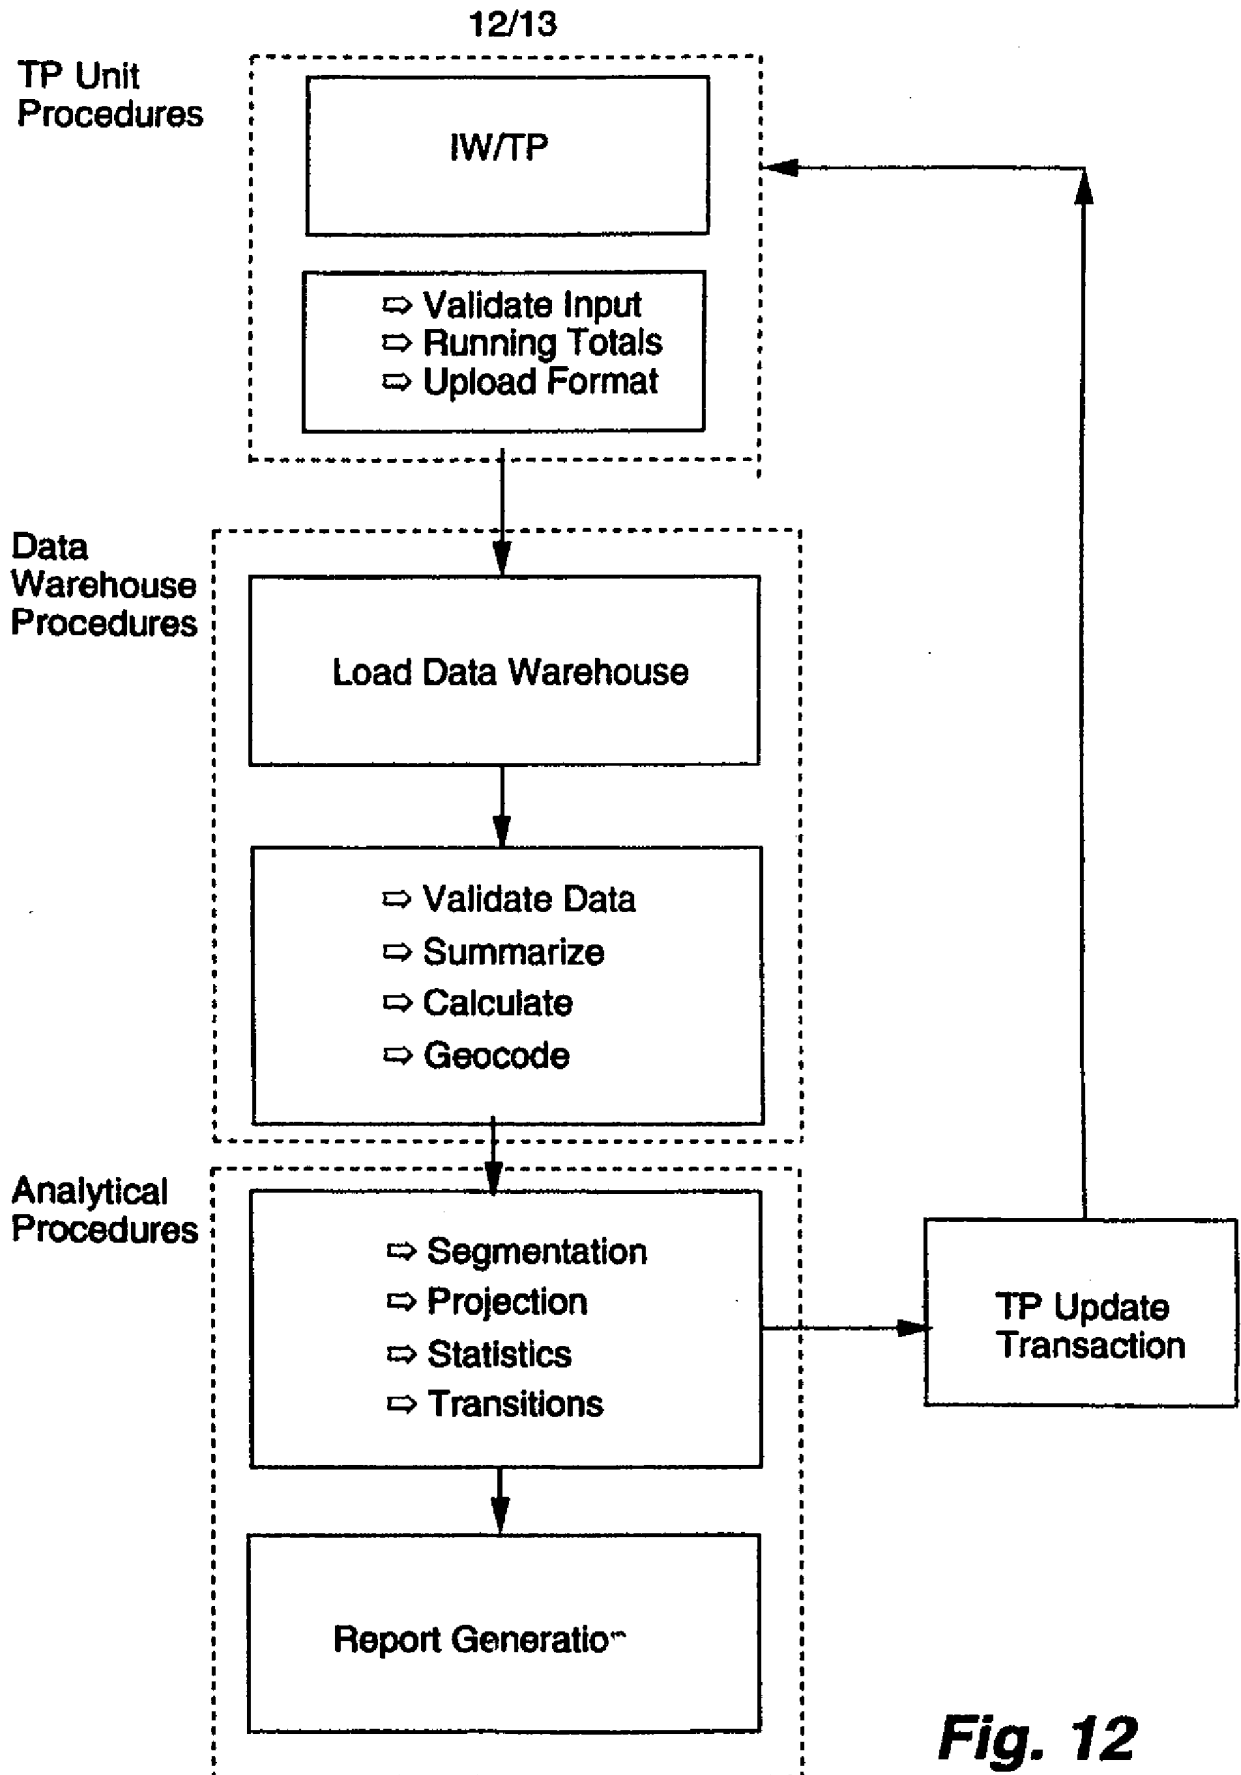 12/13
TP Unit
Procedures
IW/TP
⇨ Validate Input
⇨ Running Totals
⇨ Upload Format
Data
Warehouse
Procedures
Load Data Warehouse
⇨ Validate Data
⇨ Summarize
⇨ Calculate
⇨ Geocode
Analytical
Procedures
⇨ Segmentation
⇨ Projection
⇨ Statistics
⇨ Transitions
TP Update
Transaction
Report Generation
Fig. 12